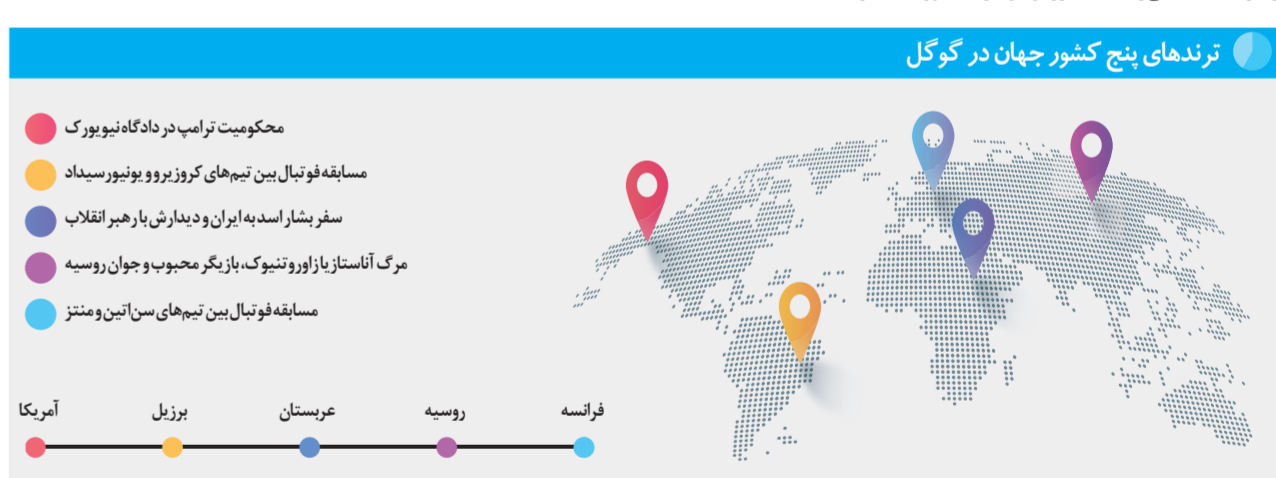 ترندهای پنج کشور جهان در گوگل
محکومیت ترامپ در دادگاه نیویورک
مسابقه فوتبال بین تیم‌های کروزیرو و یونیورسیداد
سفر بشار اسد به ایران و دیدارش با رهبر انقلاب
مرگ آناستازیا زاوروتنیوک، بازیگر محبوب و جوان روسیه
مسابقه فوتبال بین تیم‌های سن‌اتین و منتز
فرانسه روسیه عربستان برزیل آمریکا